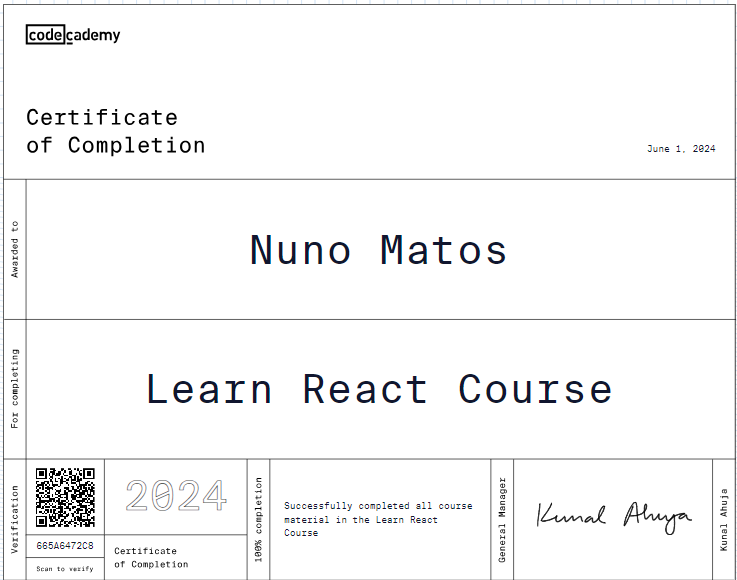 codecademy
Certificate
of Completion
June 1, 2024
Awarded to
Nuno Matos
For completing
Learn React Course
Verification
665A6472C8
Scan to verify
2024
Certificate
of Completion
100% completion
Successfully completed all course
material in the Learn React
Course
General Manager
Kunal Ahuja
Kunal Ahuja